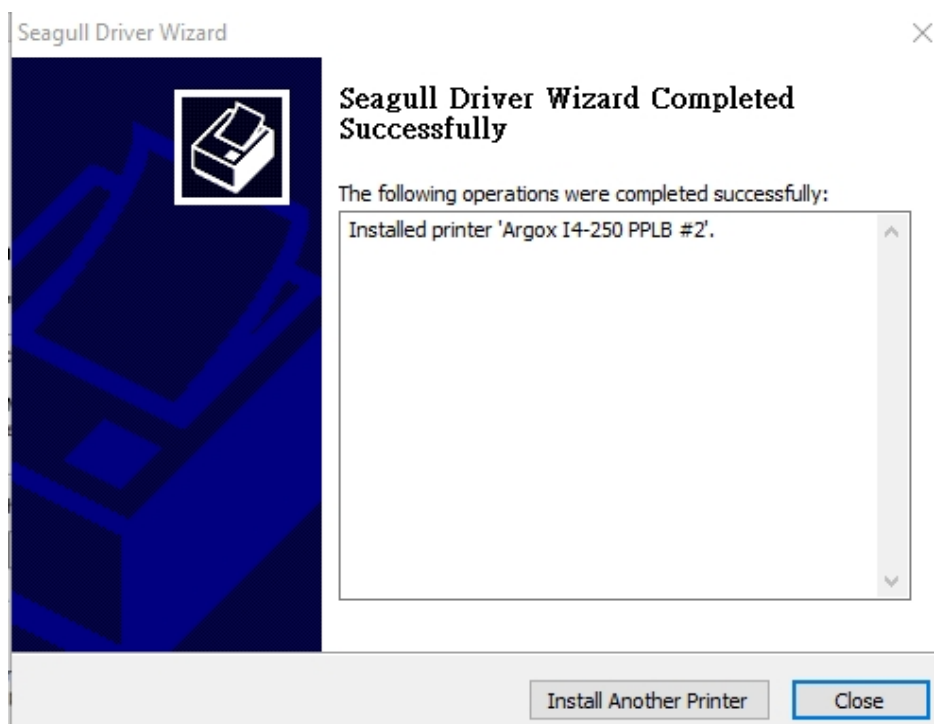 Seagull Driver Wizard
Seagull Driver Wizard Completed
Successfully
The following operations were completed successfully:
Installed printer 'Argox I4-250 PPLB #2'.
Install Another Printer
Close